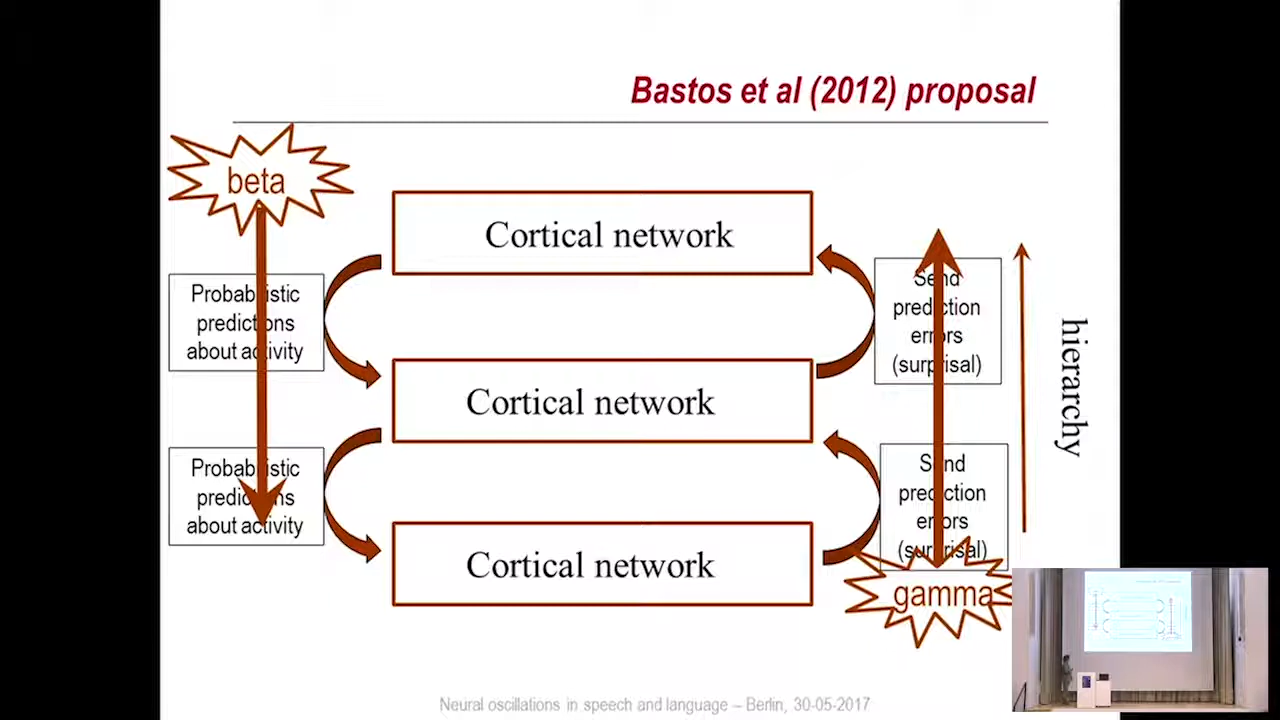 Bastos et al (2012) proposal
beta
Cortical network
Probabilistic
predictions
about activity
Send
prediction
errors
(surprisal)
hierarchy
Cortical network
Probabilistic
predictions
about activity
Send
prediction
errors
(surprisal)
Cortical network
gamma
Neural oscillations in speech and language – Berlin, 30-05-2017